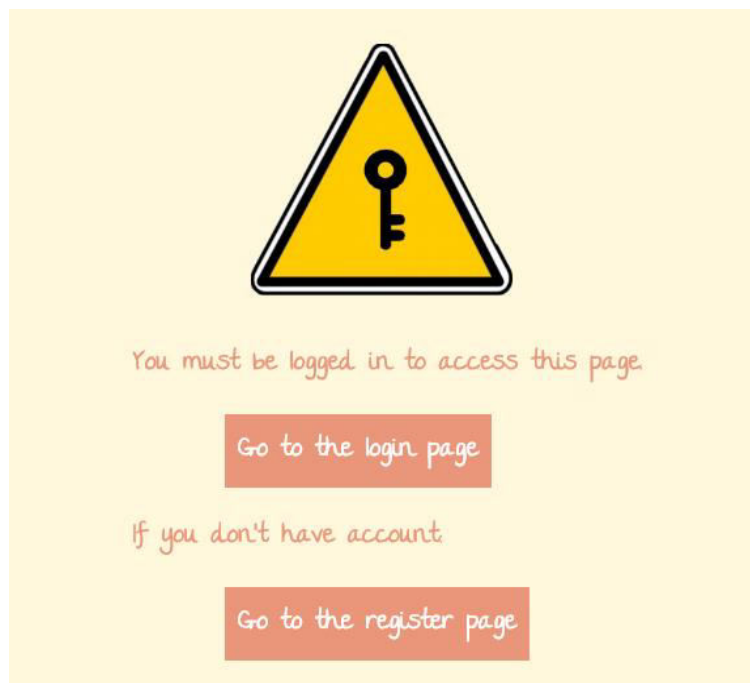 You must be logged in to access this page.
Go to the login page
If you don't have account.
Go to the register page